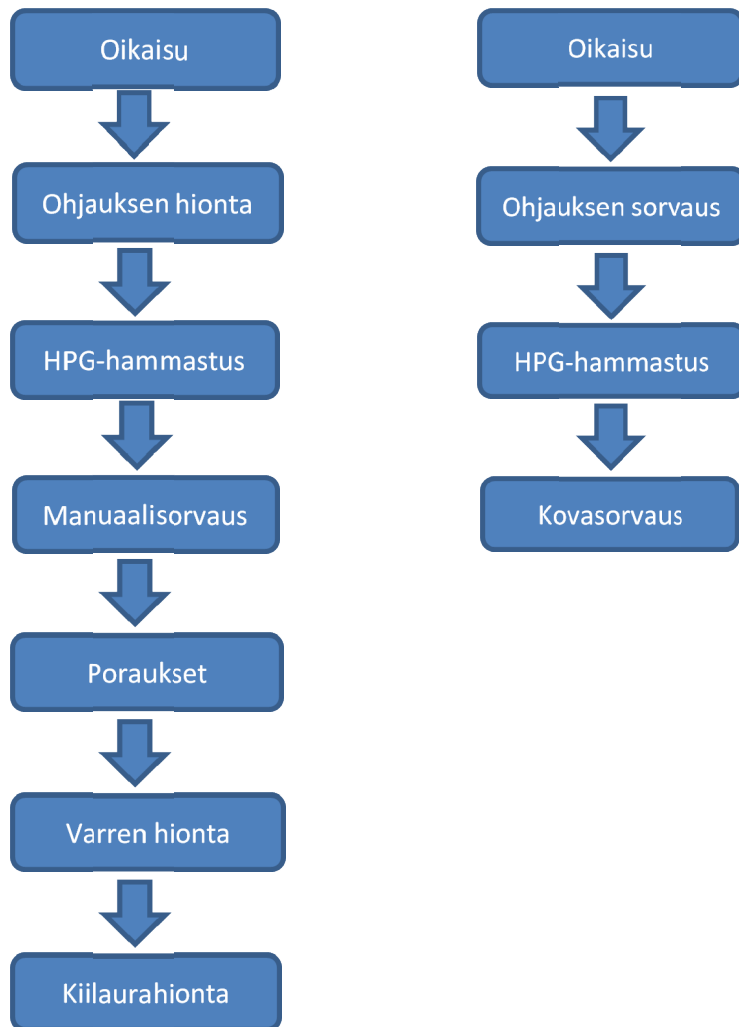 Oikaisu
Ohjauksen hionta
HPG-hammastus
Manuaalisorvaus
Poraukset
Varren hionta
Kiilaurahionta
Oikaisu
Ohjauksen sorvaus
HPG-hammastus
Kovasorvaus